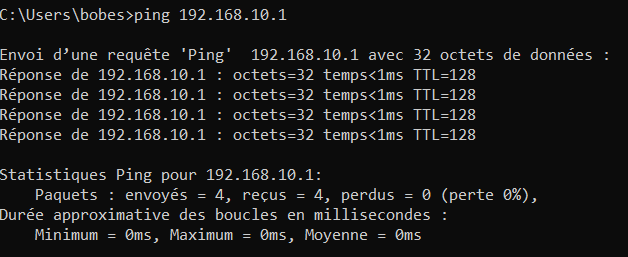 C:\Users\bobes>ping 192.168.10.1
Envoi d’une requête 'Ping'  192.168.10.1 avec 32 octets de données :
Réponse de 192.168.10.1 : octets=32 temps<1ms TTL=128
Réponse de 192.168.10.1 : octets=32 temps<1ms TTL=128
Réponse de 192.168.10.1 : octets=32 temps<1ms TTL=128
Réponse de 192.168.10.1 : octets=32 temps<1ms TTL=128
Statistiques Ping pour 192.168.10.1:
    Paquets : envoyés = 4, reçus = 4, perdus = 0 (perte 0%),
Durée approximative des boucles en millisecondes :
    Minimum = 0ms, Maximum = 0ms, Moyenne = 0ms